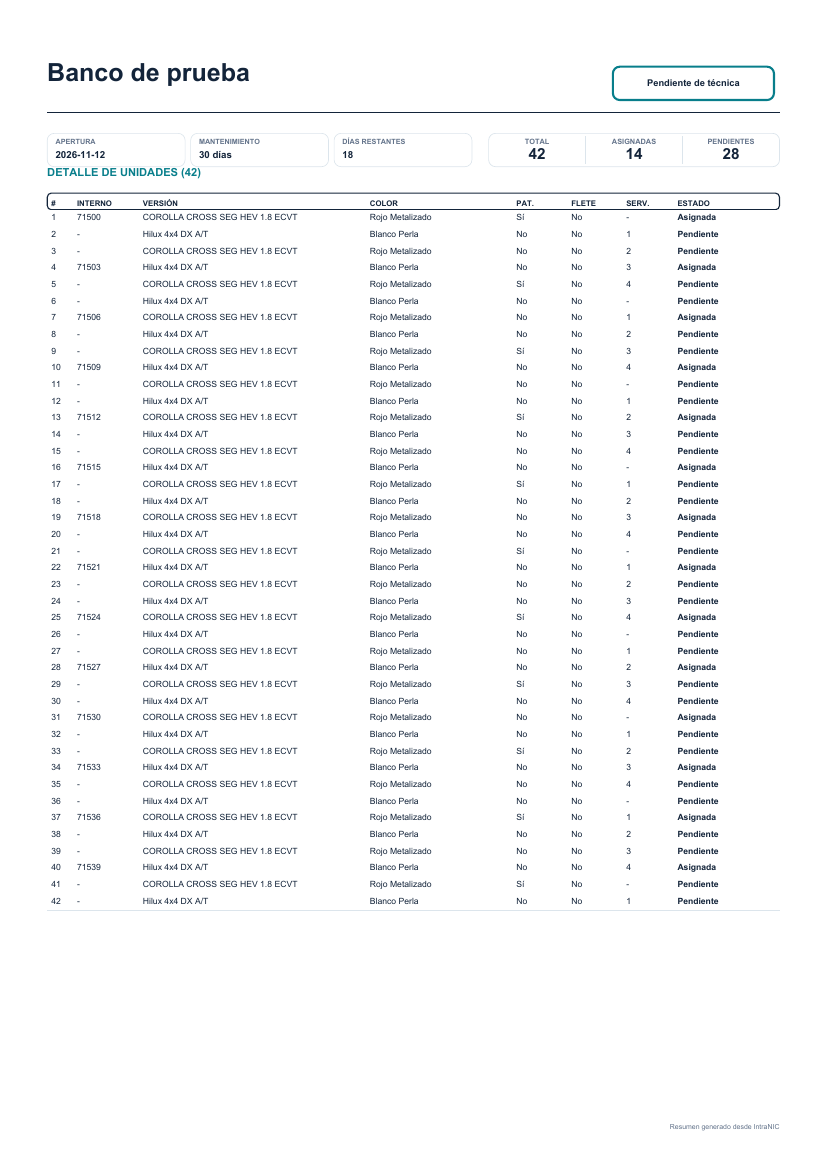 Banco de prueba
Pendiente de técnica
APERTURA MANTENIMIENTO DÍAS RESTANTES TOTAL ASIGNADAS PENDIENTES
2026-11-12 30 días 18 42 14 28
DETALLE DE UNIDADES (42)
# INTERNO VERSIÓN COLOR PAT. FLETE SERV. ESTADO
1 71500 COROLLA CROSS SEG HEV 1.8 ECVT Rojo Metalizado Sí No - Asignada
2 - Hilux 4x4 DX A/T Blanco Perla No No 1 Pendiente
3 - COROLLA CROSS SEG HEV 1.8 ECVT Rojo Metalizado No No 2 Pendiente
4 71503 Hilux 4x4 DX A/T Blanco Perla No No 3 Asignada
5 - COROLLA CROSS SEG HEV 1.8 ECVT Rojo Metalizado Sí No 4 Pendiente
6 - Hilux 4x4 DX A/T Blanco Perla No No - Pendiente
7 71506 COROLLA CROSS SEG HEV 1.8 ECVT Rojo Metalizado No No 1 Asignada
8 - Hilux 4x4 DX A/T Blanco Perla No No 2 Pendiente
9 - COROLLA CROSS SEG HEV 1.8 ECVT Rojo Metalizado Sí No 3 Pendiente
10 71509 Hilux 4x4 DX A/T Blanco Perla No No 4 Asignada
11 - COROLLA CROSS SEG HEV 1.8 ECVT Rojo Metalizado No No - Pendiente
12 - Hilux 4x4 DX A/T Blanco Perla No No 1 Pendiente
13 71512 COROLLA CROSS SEG HEV 1.8 ECVT Rojo Metalizado Sí No 2 Asignada
14 - Hilux 4x4 DX A/T Blanco Perla No No 3 Pendiente
15 - COROLLA CROSS SEG HEV 1.8 ECVT Rojo Metalizado No No 4 Pendiente
16 71515 Hilux 4x4 DX A/T Blanco Perla No No - Asignada
17 - COROLLA CROSS SEG HEV 1.8 ECVT Rojo Metalizado Sí No 1 Pendiente
18 - Hilux 4x4 DX A/T Blanco Perla No No 2 Pendiente
19 71518 COROLLA CROSS SEG HEV 1.8 ECVT Rojo Metalizado No No 3 Asignada
20 - Hilux 4x4 DX A/T Blanco Perla No No 4 Pendiente
21 - COROLLA CROSS SEG HEV 1.8 ECVT Rojo Metalizado Sí No - Pendiente
22 71521 Hilux 4x4 DX A/T Blanco Perla No No 1 Asignada
23 - COROLLA CROSS SEG HEV 1.8 ECVT Rojo Metalizado No No 2 Pendiente
24 - Hilux 4x4 DX A/T Blanco Perla No No 3 Pendiente
25 71524 COROLLA CROSS SEG HEV 1.8 ECVT Rojo Metalizado Sí No 4 Asignada
26 - Hilux 4x4 DX A/T Blanco Perla No No - Pendiente
27 - COROLLA CROSS SEG HEV 1.8 ECVT Rojo Metalizado No No 1 Pendiente
28 71527 Hilux 4x4 DX A/T Blanco Perla No No 2 Asignada
29 - COROLLA CROSS SEG HEV 1.8 ECVT Rojo Metalizado Sí No 3 Pendiente
30 - Hilux 4x4 DX A/T Blanco Perla No No 4 Pendiente
31 71530 COROLLA CROSS SEG HEV 1.8 ECVT Rojo Metalizado No No - Asignada
32 - Hilux 4x4 DX A/T Blanco Perla No No 1 Pendiente
33 - COROLLA CROSS SEG HEV 1.8 ECVT Rojo Metalizado Sí No 2 Pendiente
34 71533 Hilux 4x4 DX A/T Blanco Perla No No 3 Asignada
35 - COROLLA CROSS SEG HEV 1.8 ECVT Rojo Metalizado No No 4 Pendiente
36 - Hilux 4x4 DX A/T Blanco Perla No No - Pendiente
37 71536 COROLLA CROSS SEG HEV 1.8 ECVT Rojo Metalizado Sí No 1 Asignada
38 - Hilux 4x4 DX A/T Blanco Perla No No 2 Pendiente
39 - COROLLA CROSS SEG HEV 1.8 ECVT Rojo Metalizado No No 3 Pendiente
40 71539 Hilux 4x4 DX A/T Blanco Perla No No 4 Asignada
41 - COROLLA CROSS SEG HEV 1.8 ECVT Rojo Metalizado Sí No - Pendiente
42 - Hilux 4x4 DX A/T Blanco Perla No No 1 Pendiente
Resumen generado desde IntraNIC